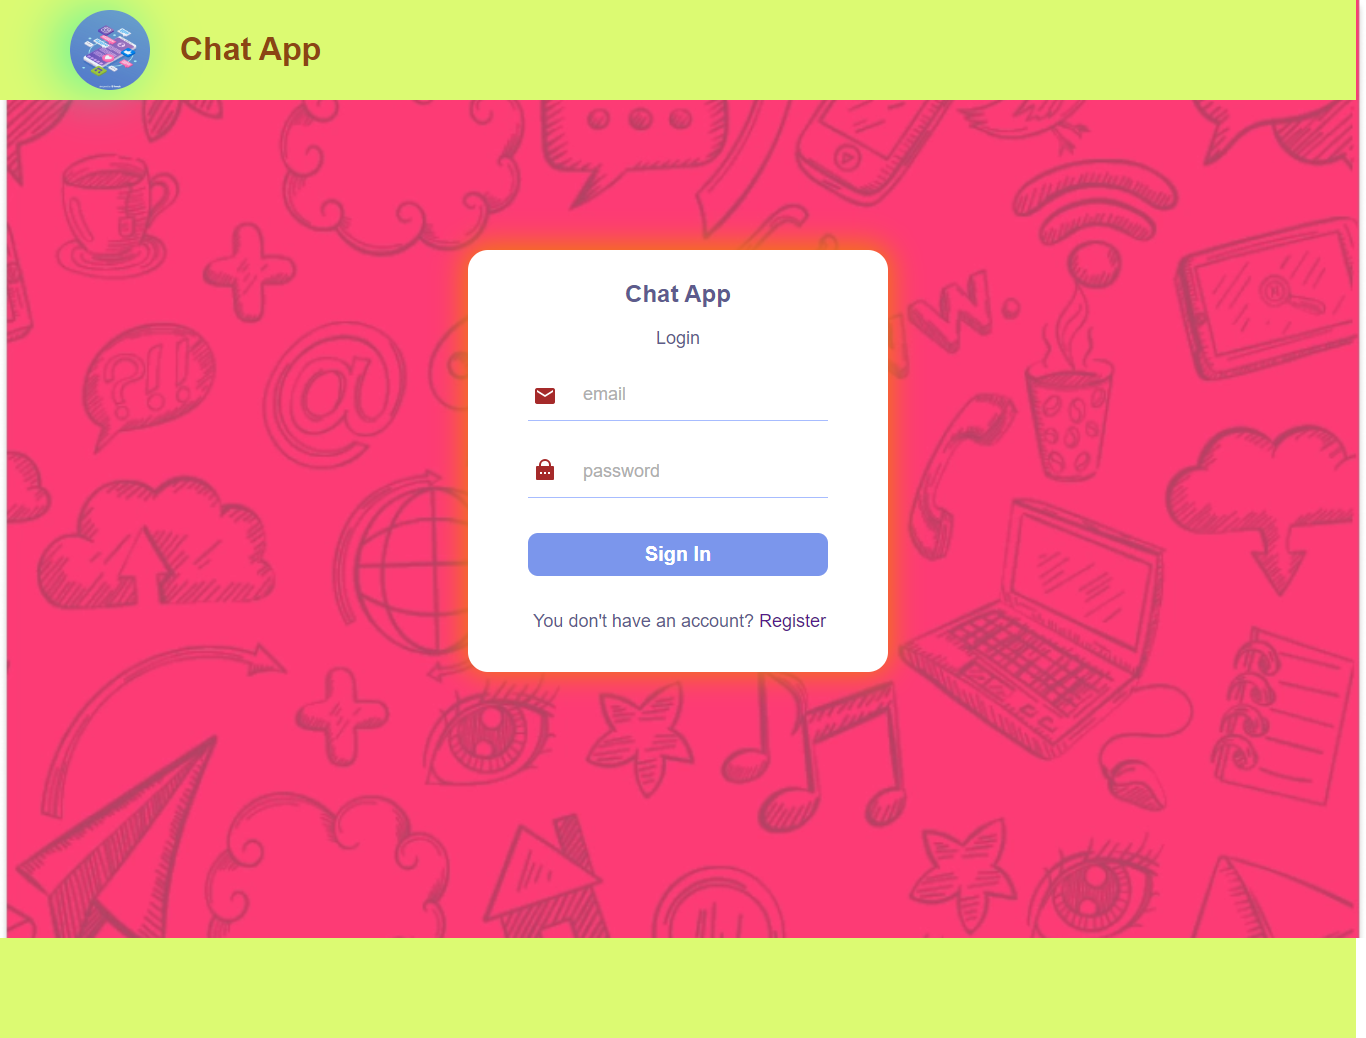 Chat App
?!!
@
w.
Chat App
Login
email
password
Sign In
You don't have an account? Register